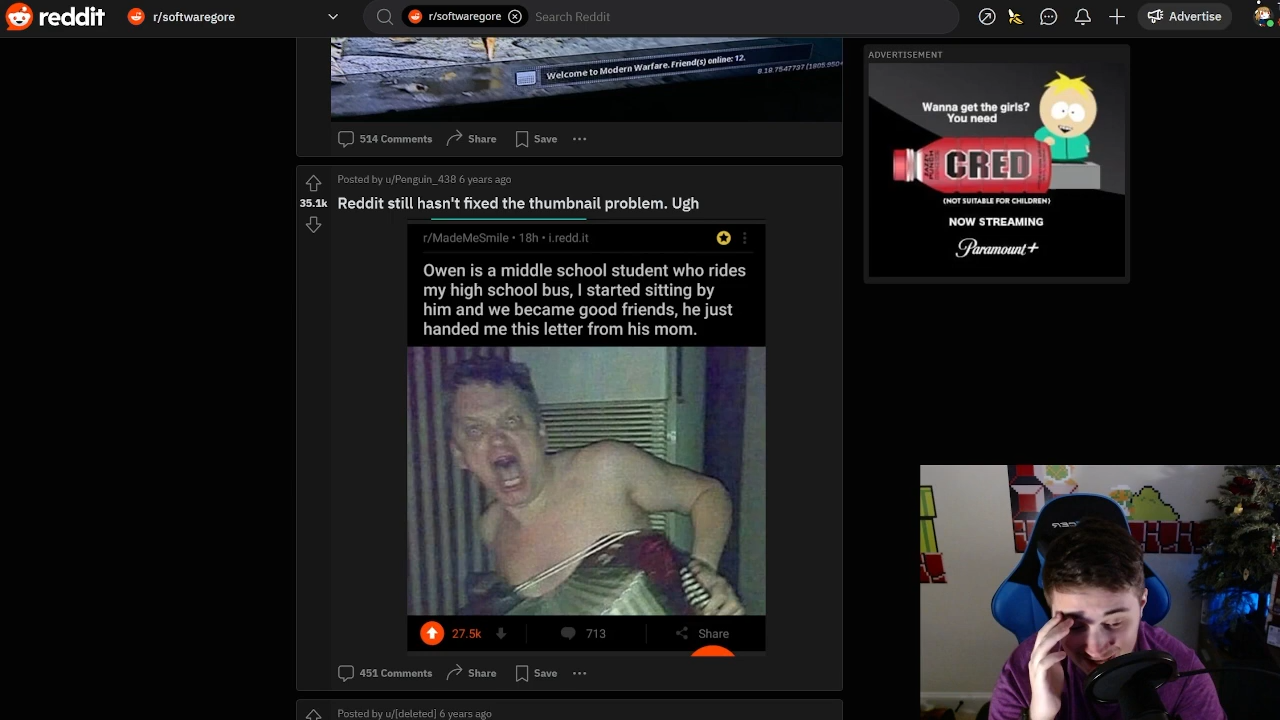 reddit
r/softwaregore
r/softwaregore
Search Reddit
Advertise
Welcome to Modern Warfare. Friend(s) online: 12.
514 Comments
Share
Save
35.1k
Posted by u/Penguin_438 6 years ago
Reddit still hasn't fixed the thumbnail problem. Ugh
r/MadeMeSmile • 18h • i.redd.it
Owen is a middle school student who rides
my high school bus, I started sitting by
him and we became good friends, he just
handed me this letter from his mom.
27.5k
713
Share
451 Comments
Share
Save
Posted by u/[deleted] 6 years ago
ADVERTISEMENT
Wanna get the girls?
You need
CRED
(NOT SUITABLE FOR CHILDREN)
NOW STREAMING
Paramount+